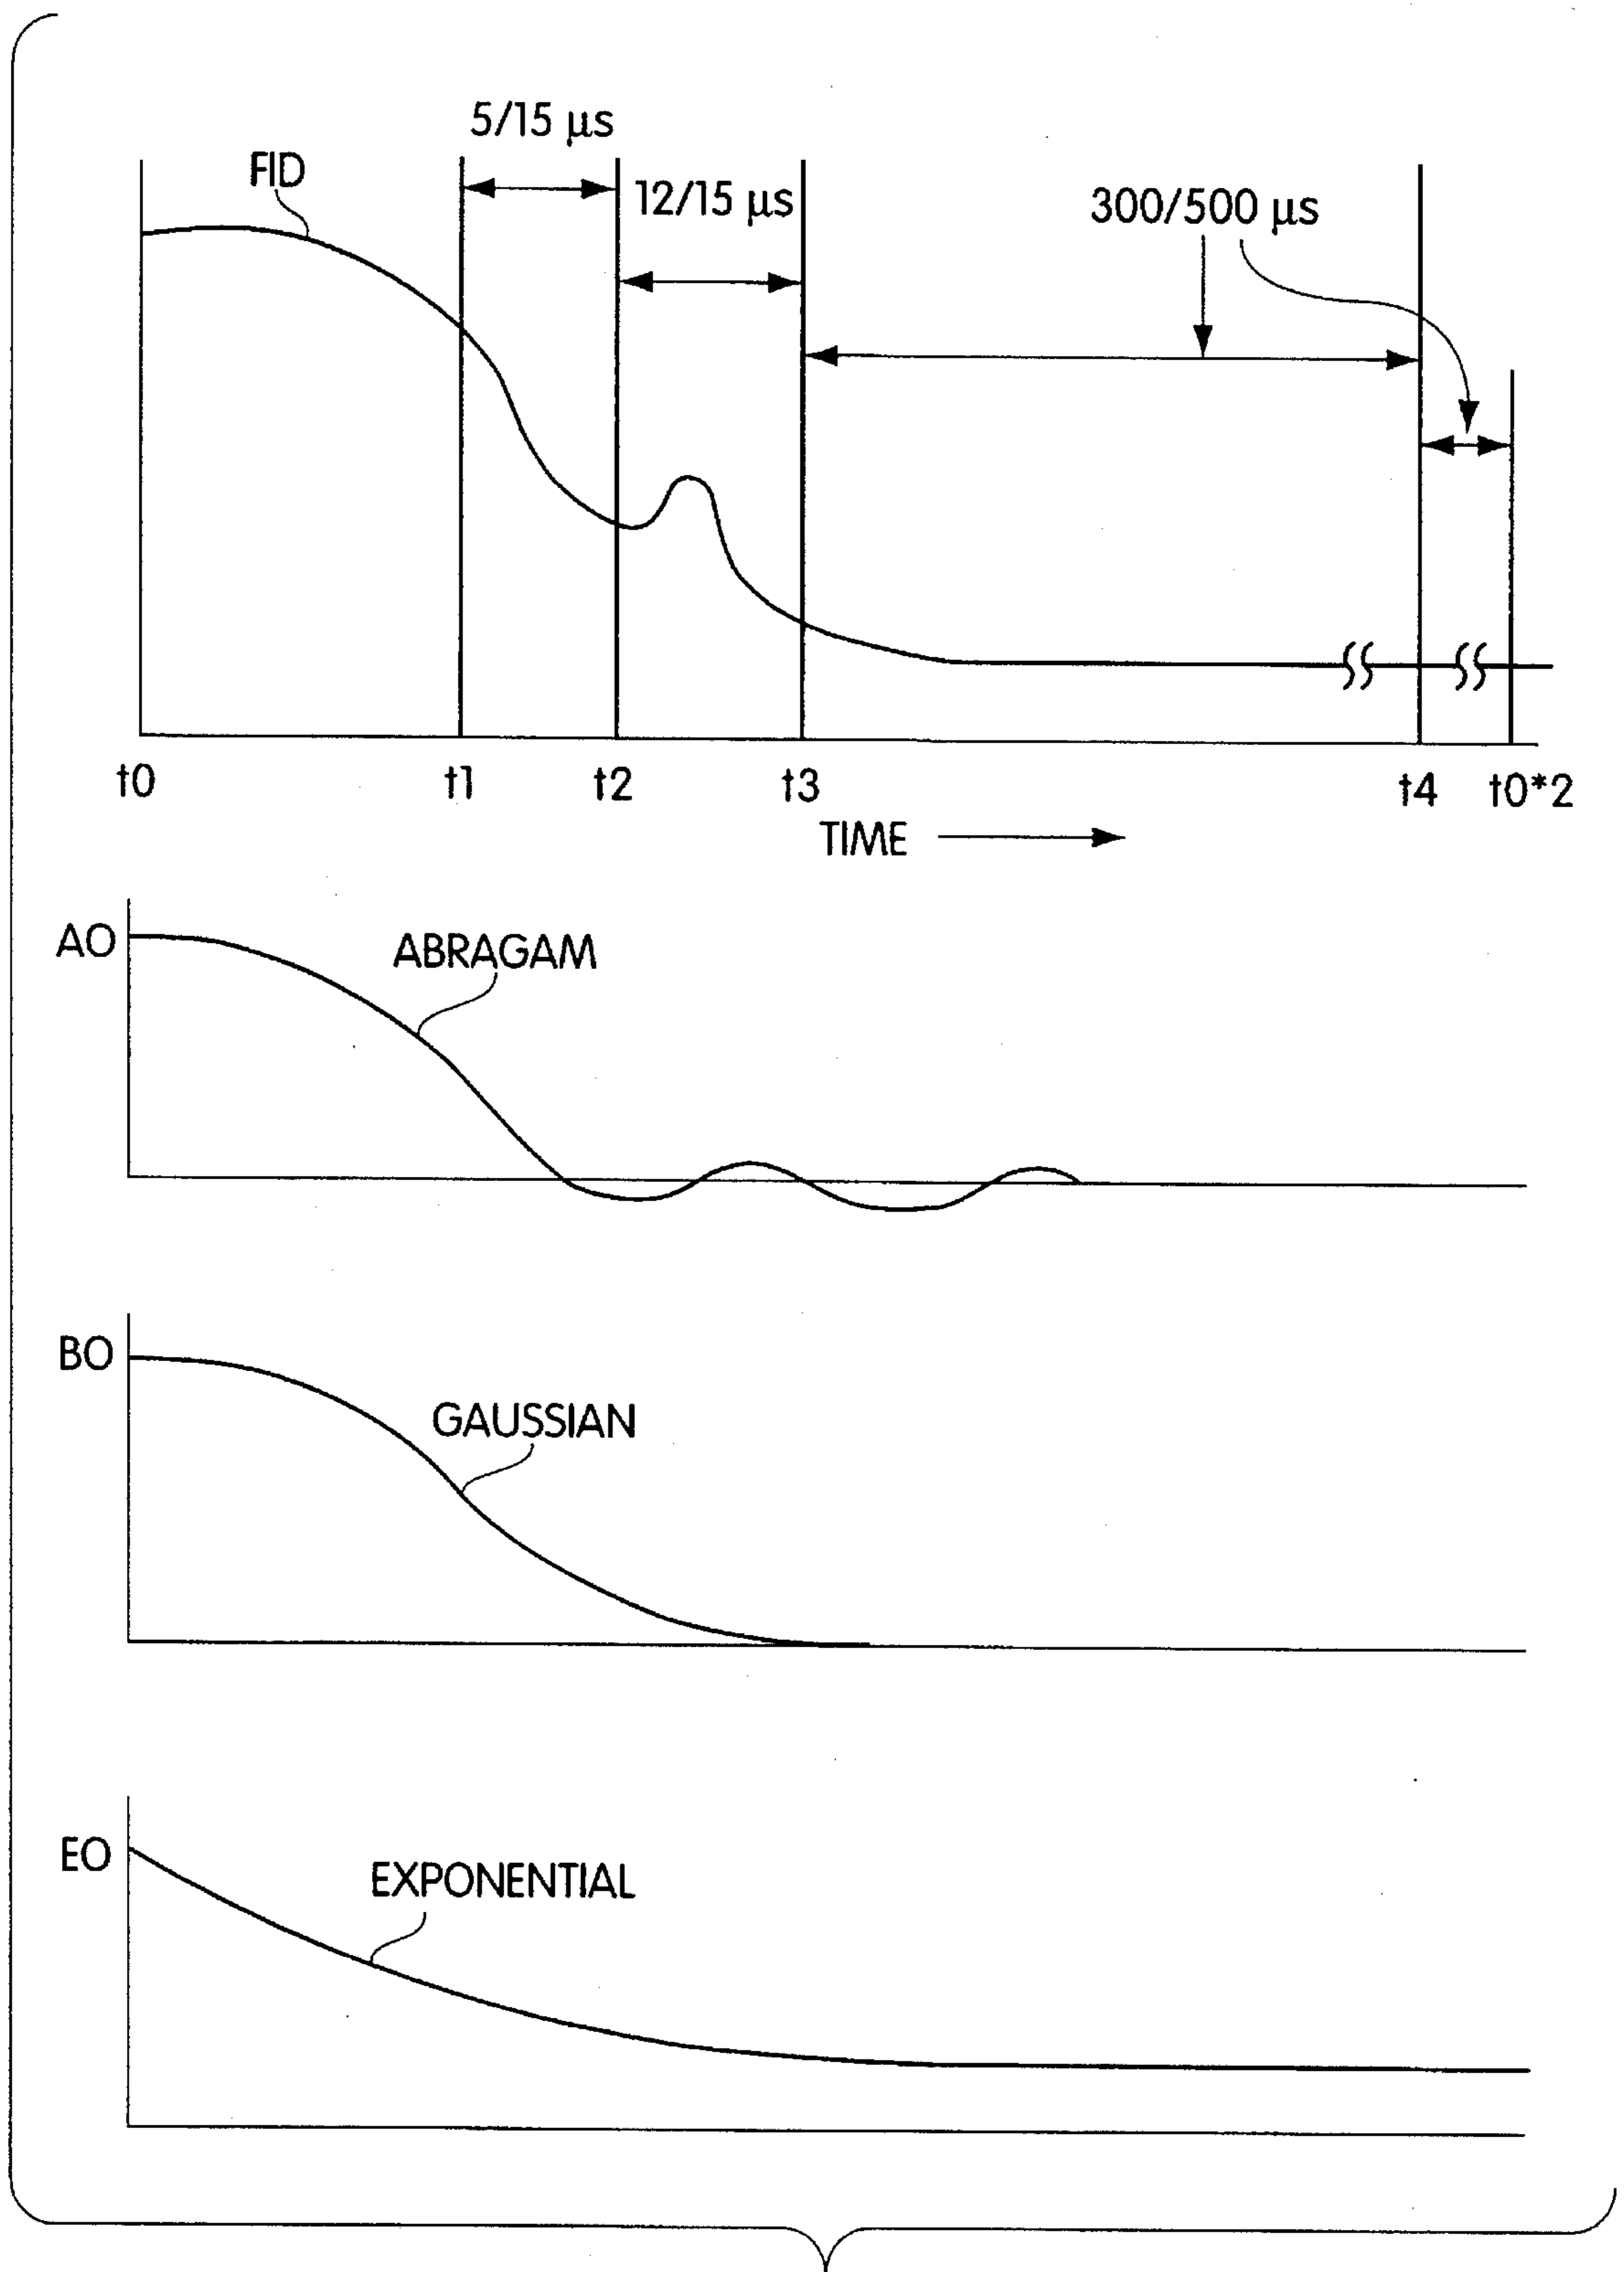 5/15 µs
FID
12/15 µs
300/500 µs
t0 t1 t2 t3 t4 t0*2
TIME
AO
ABRAGAM
BO
GAUSSIAN
EO
EXPONENTIAL